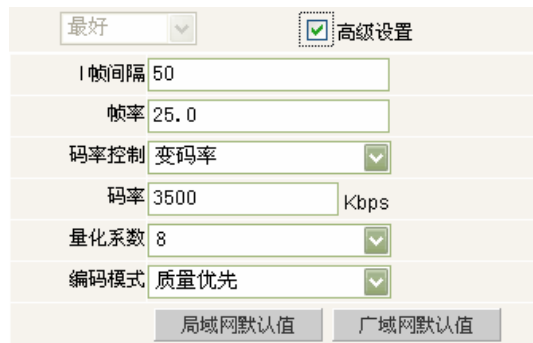 最好 高级设置
I帧间隔 50
帧率 25.0
码率控制 变码率
码率 3500 Kbps
量化系数 8
编码模式 质量优先
局域网默认值 广域网默认值